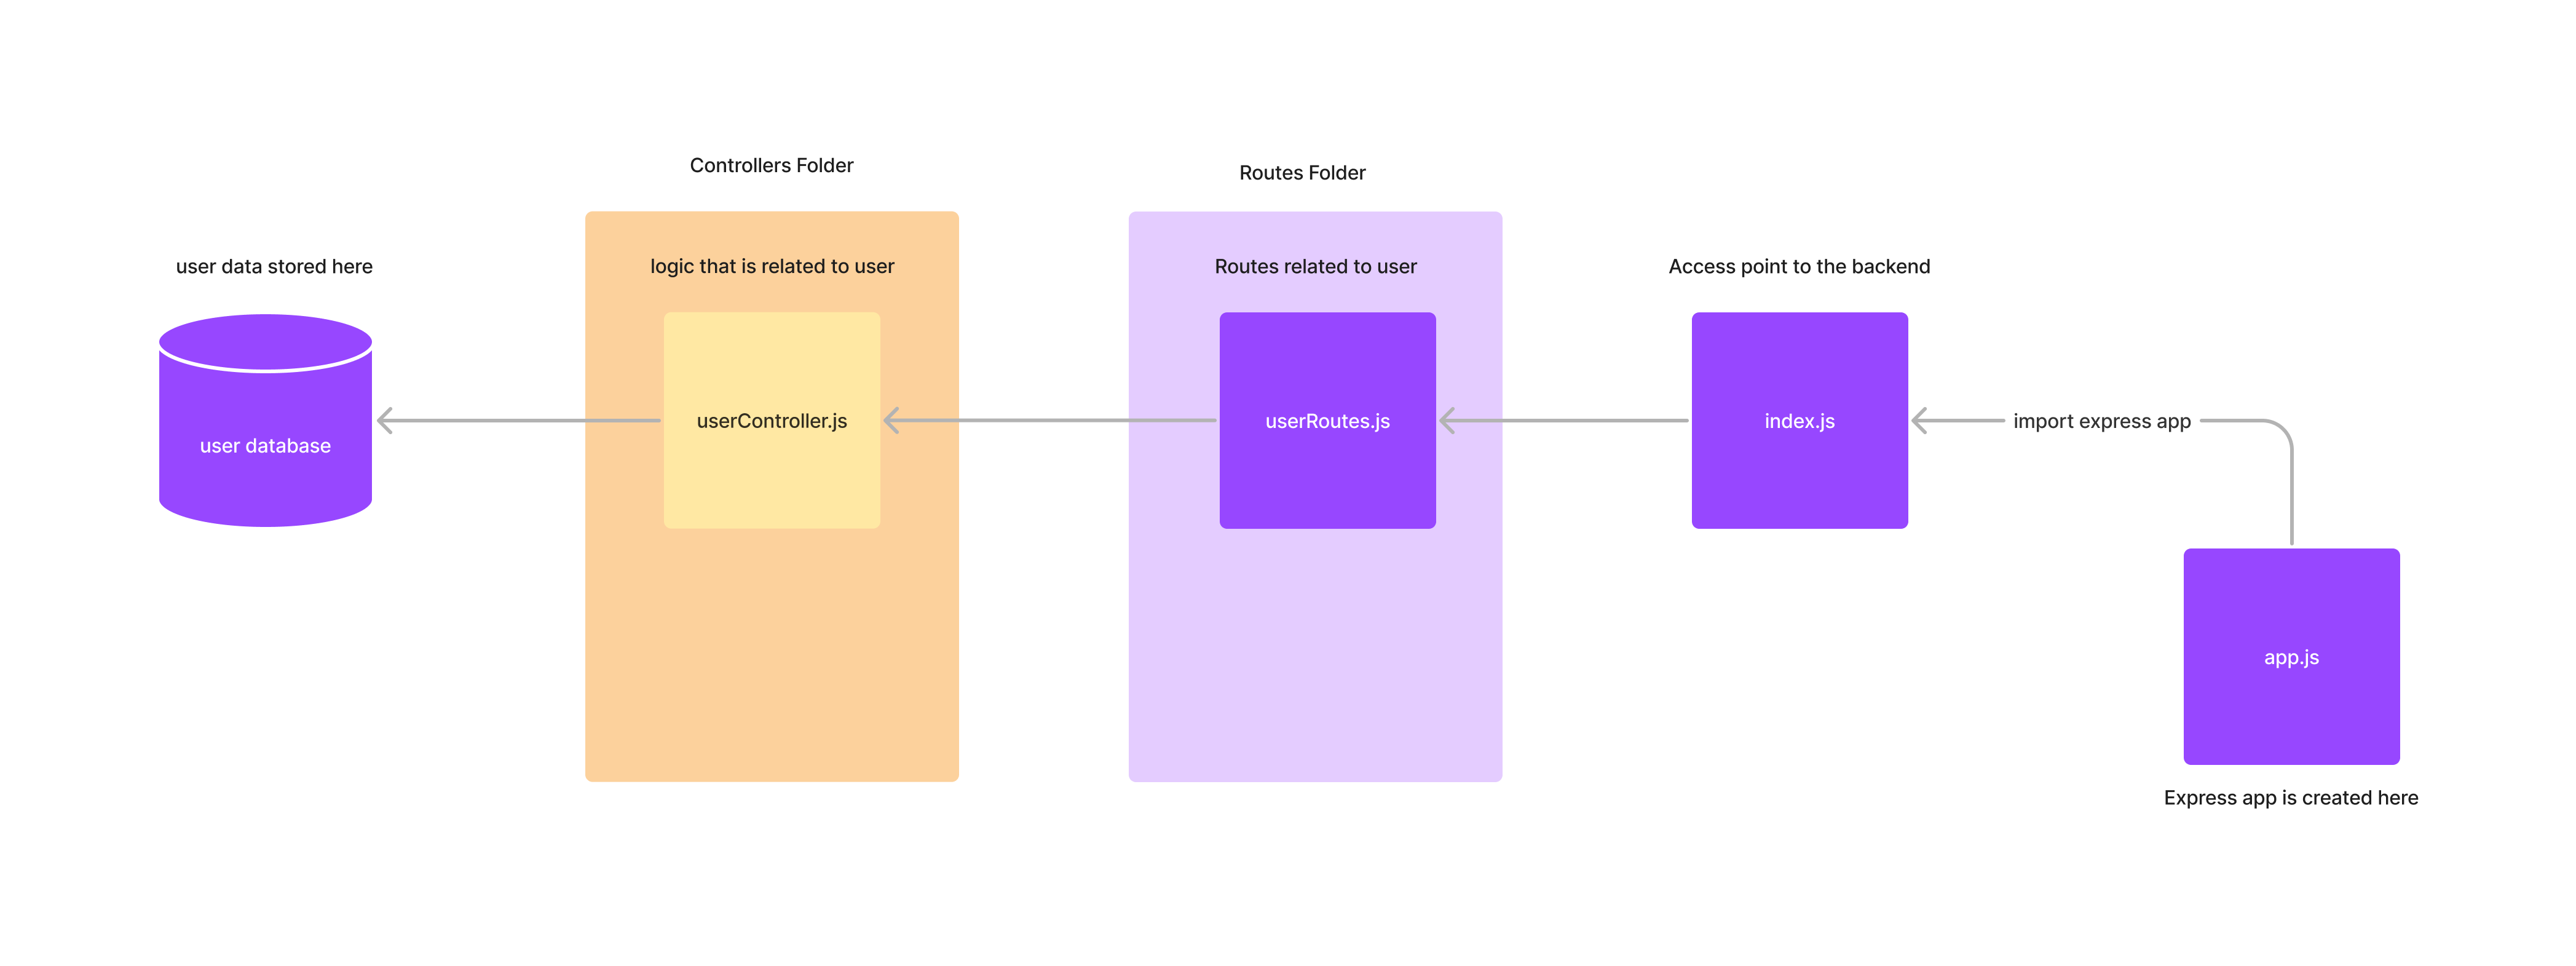 Controllers Folder
Routes Folder
user data stored here
logic that is related to user
Routes related to user
Access point to the backend
user database
userController.js
userRoutes.js
index.js
import express app
app.js
Express app is created here